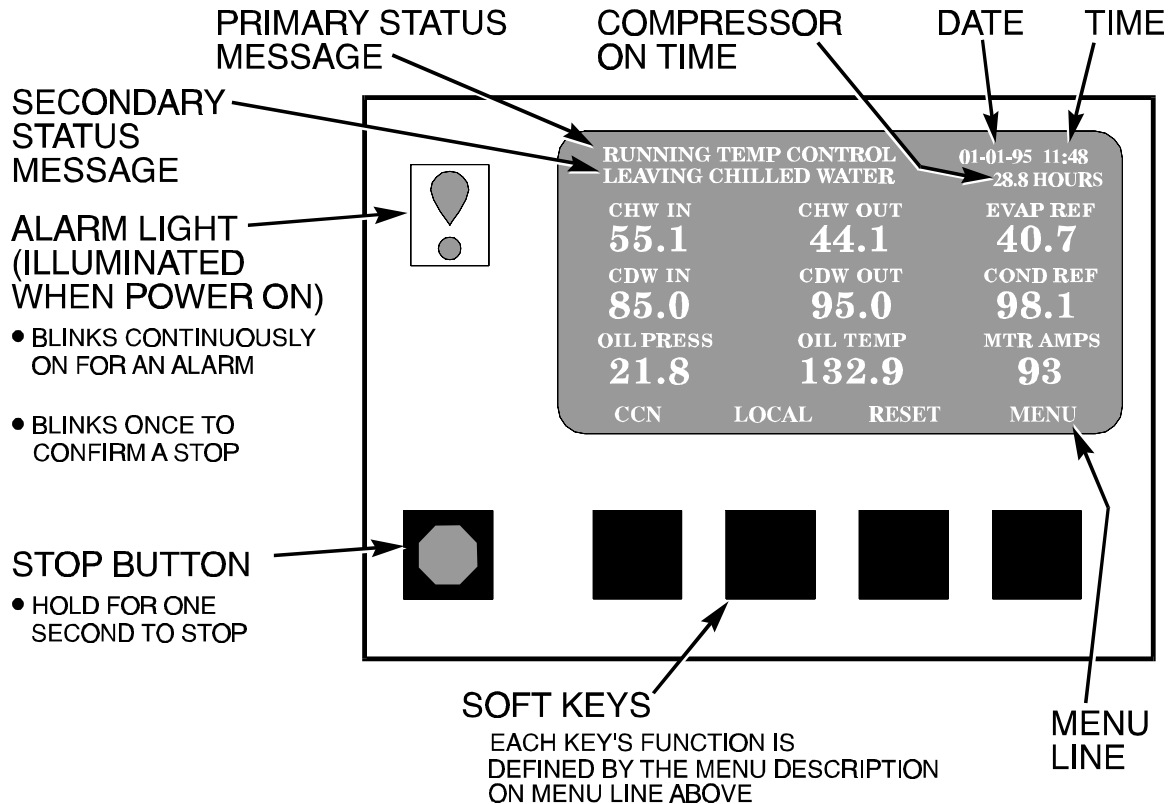 PRIMARY STATUS
MESSAGE
COMPRESSOR
ON TIME
DATE
TIME
SECONDARY
STATUS
MESSAGE
ALARM LIGHT
(ILLUMINATED
WHEN POWER ON)
• BLINKS CONTINUOUSLY
ON FOR AN ALARM
• BLINKS ONCE TO
CONFIRM A STOP
STOP BUTTON
• HOLD FOR ONE
SECOND TO STOP
RUNNING TEMP CONTROL 01-01-95 11:48
LEAVING CHILLED WATER 28.8 HOURS
CHW IN CHW OUT EVAP REF
55.1 44.1 40.7
CDW IN CDW OUT COND REF
85.0 95.0 98.1
OIL PRESS OIL TEMP MTR AMPS
21.8 132.9 93
CCN LOCAL RESET MENU
SOFT KEYS
EACH KEY'S FUNCTION IS
DEFINED BY THE MENU DESCRIPTION
ON MENU LINE ABOVE
MENU
LINE